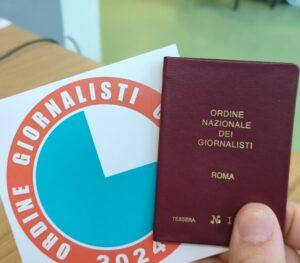 ORDINE GIORNALISTI
2024
ORDINE
NAZIONALE
DEI
GIORNALISTI
ROMA
TESSERA N